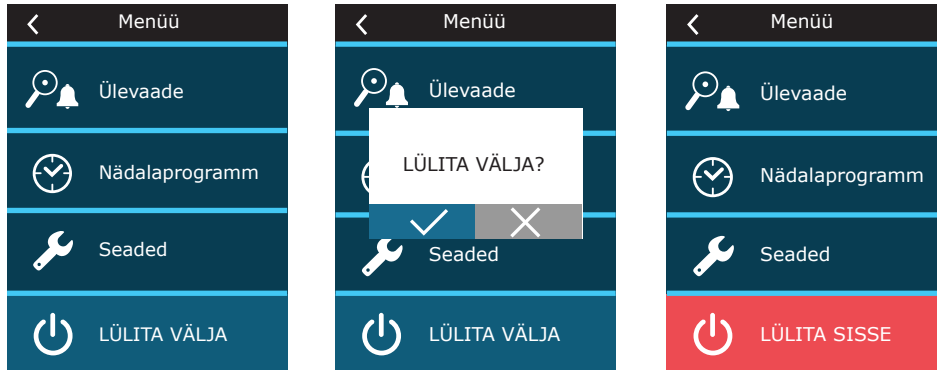 Menüü
Ülevaade
Nädalaprogramm
Seaded
LÜLITA VÄLJA
Menüü
Ülevaade
LÜLITA VÄLJA?
Seaded
LÜLITA VÄLJA
Menüü
Ülevaade
Nädalaprogramm
Seaded
LÜLITA SISSE